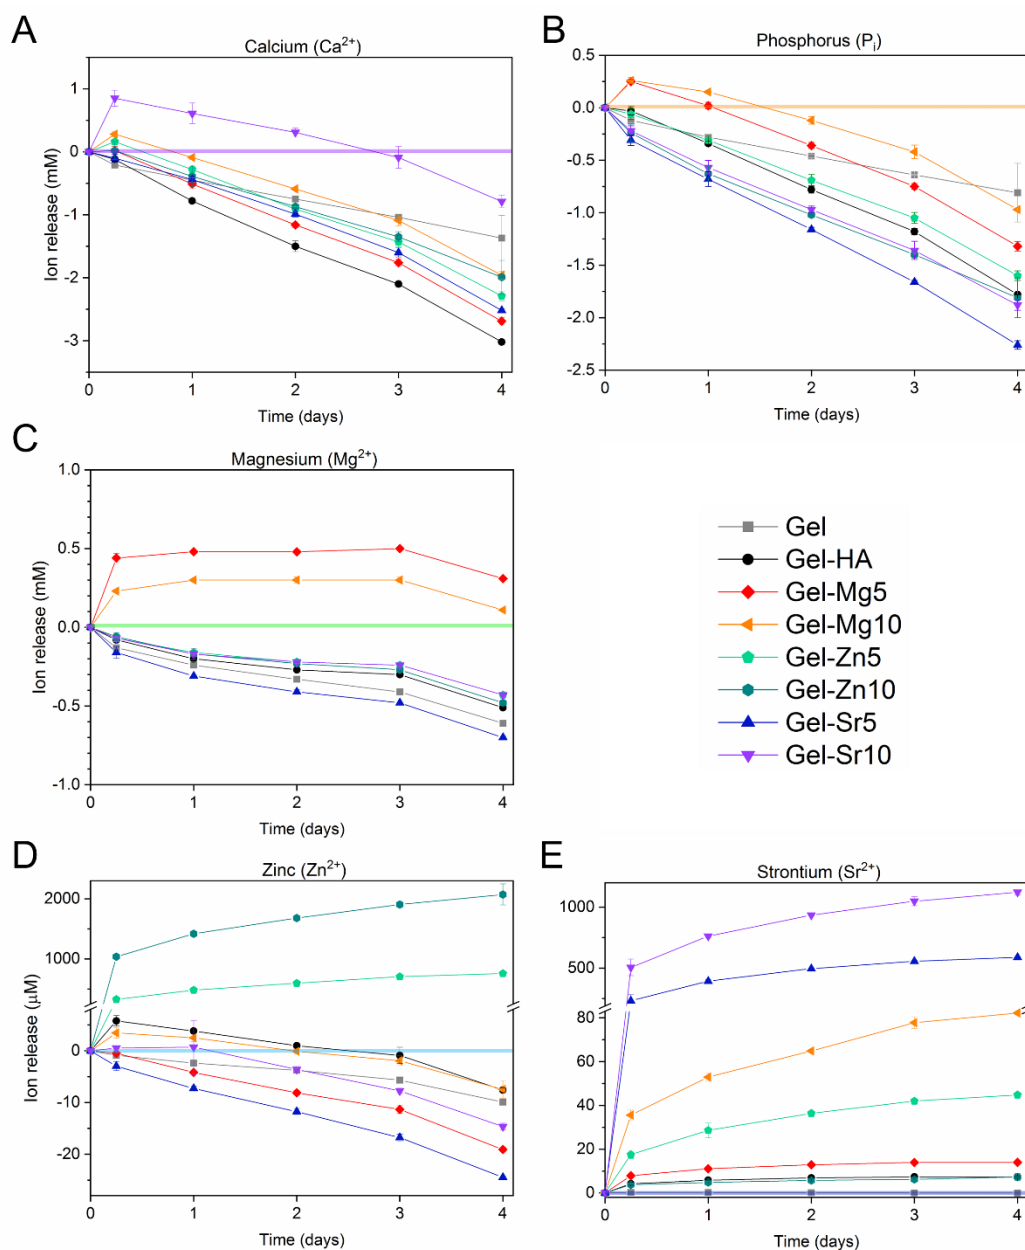 A
Calcium (Ca²⁺)
1
0
-1
-2
-3
Ion release (mM)
0 1 2 3 4
Time (days)
B
Phosphorus (Pᵢ)
0.5
0.0
-0.5
-1.0
-1.5
-2.0
-2.5
0 1 2 3 4
Time (days)
C
Magnesium (Mg²⁺)
1.0
0.5
0.0
-0.5
-1.0
Ion release (mM)
0 1 2 3 4
Time (days)
Gel
Gel-HA
Gel-Mg5
Gel-Mg10
Gel-Zn5
Gel-Zn10
Gel-Sr5
Gel-Sr10
D
Zinc (Zn²⁺)
2000
1000
0
-10
-20
Ion release (μM)
0 1 2 3 4
Time (days)
E
Strontium (Sr²⁺)
1000
500
80
60
40
20
0
0 1 2 3 4
Time (days)